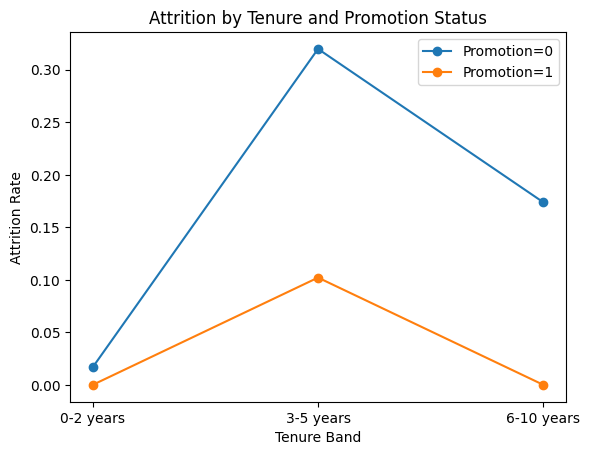 Attrition by Tenure and Promotion Status
Promotion=0
Promotion=1
Attrition Rate
0.30
0.25
0.20
0.15
0.10
0.05
0.00
0-2 years
3-5 years
6-10 years
Tenure Band